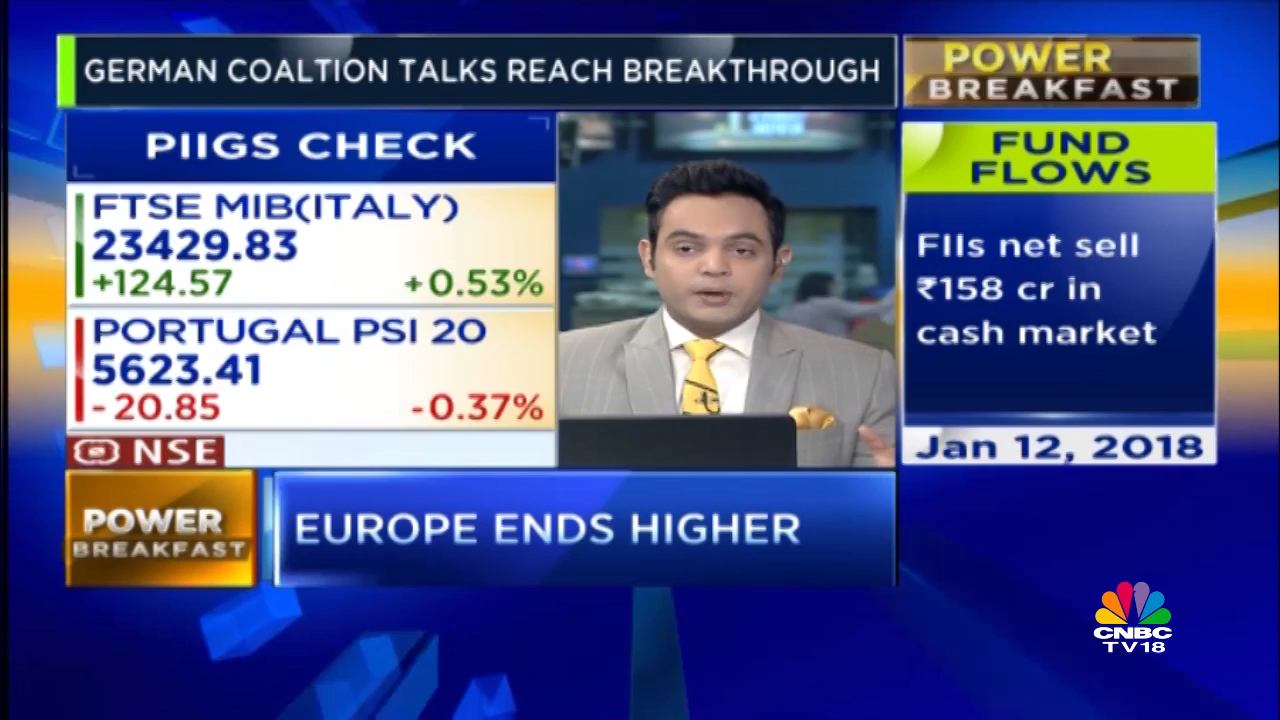 GERMAN COALTION TALKS REACH BREAKTHROUGH
POWER
BREAKFAST
PIIGS CHECK
FTSE MIB(ITALY)
23429.83
+124.57 +0.53%
PORTUGAL PSI 20
5623.41
- 20.85 -0.37%
NSE
FUND
FLOWS
FIIs net sell
₹158 cr in
cash market
Jan 12, 2018
POWER
BREAKFAST
EUROPE ENDS HIGHER
CNBC
TV18